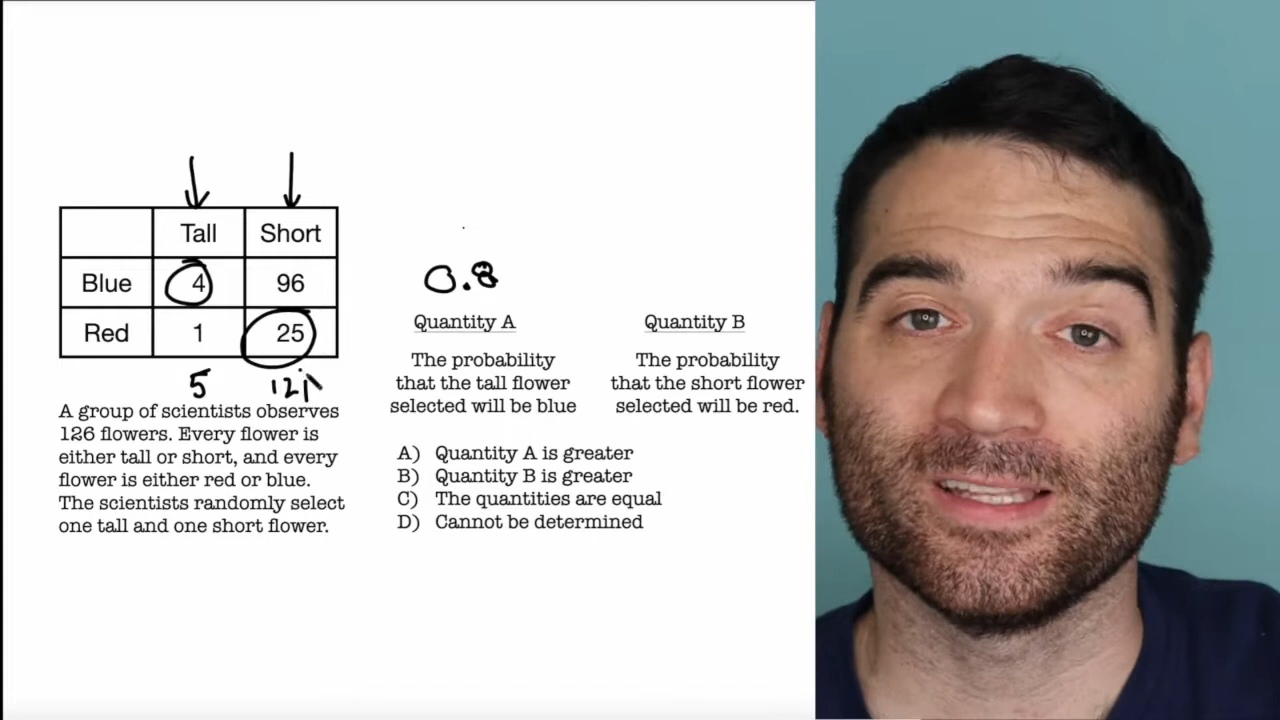 Tall Short
Blue 4 96
Red 1 25
5 121
A group of scientists observes
126 flowers. Every flower is
either tall or short, and every
flower is either red or blue.
The scientists randomly select
one tall and one short flower.
0.8
Quantity A
The probability
that the tall flower
selected will be blue
Quantity B
The probability
that the short flower
selected will be red.
A) Quantity A is greater
B) Quantity B is greater
C) The quantities are equal
D) Cannot be determined